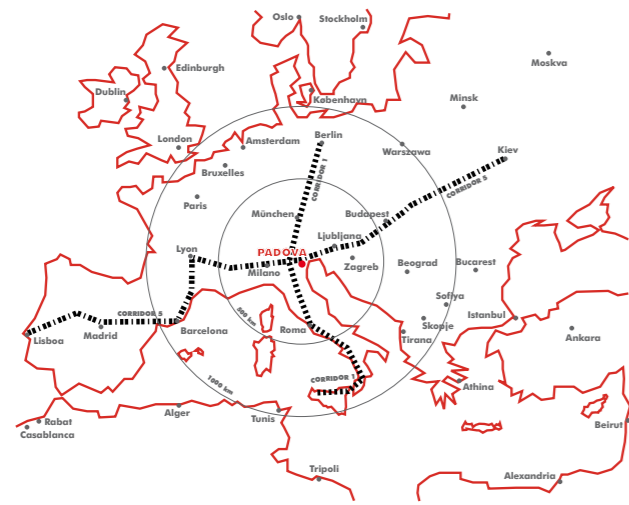 Oslo
Stockholm
Moskva
Edinburgh
Dublin
København
Minsk
London
Amsterdam
Berlin
Warszawa
Kiev
Bruxelles
CORRIDOR 1
CORRIDOR 5
Paris
München
Budapest
Lyon
Ljubljana
PADOVA
Milano
Zagreb
Beograd
Bucarest
Sofiya
CORRIDOR 5
500 km
Istanbul
Lisboa
Madrid
Barcelona
Roma
Skopje
Tirana
Ankara
1000 km
CORRIDOR 1
Athina
Alger
Tunis
Rabat
Casablanca
Beirut
Tripoli
Alexandria